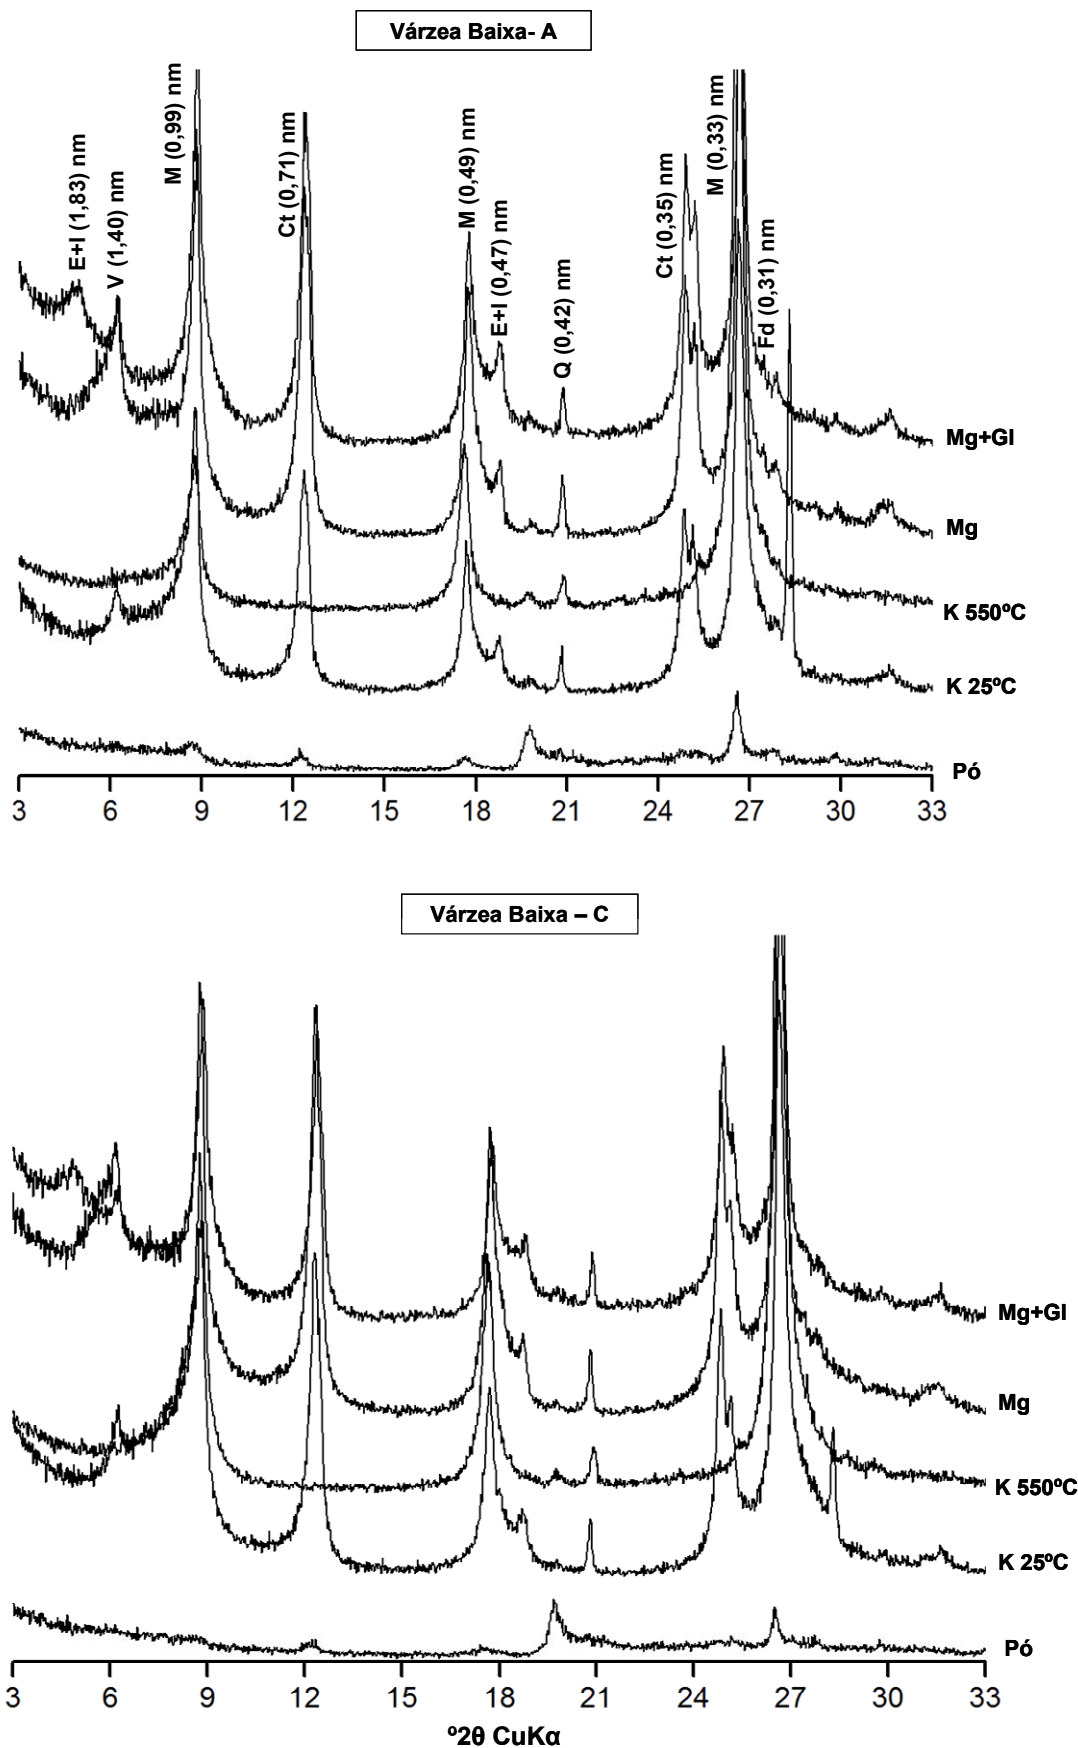 Várzea Baixa- A
E+I (1,83) nm
V (1,40) nm
M (0,99) nm
Ct (0,71) nm
M (0,49) nm
E+I (0,47) nm
Q (0,42) nm
Ct (0,35) nm
M (0,33) nm
Fd (0,31) nm
Mg+Gl
Mg
K 550ºC
K 25ºC
Pó
3 6 9 12 15 18 21 24 27 30 33
Várzea Baixa – C
Mg+Gl
Mg
K 550ºC
K 25ºC
Pó
3 6 9 12 15 18 21 24 27 30 33
º2θ CuKα